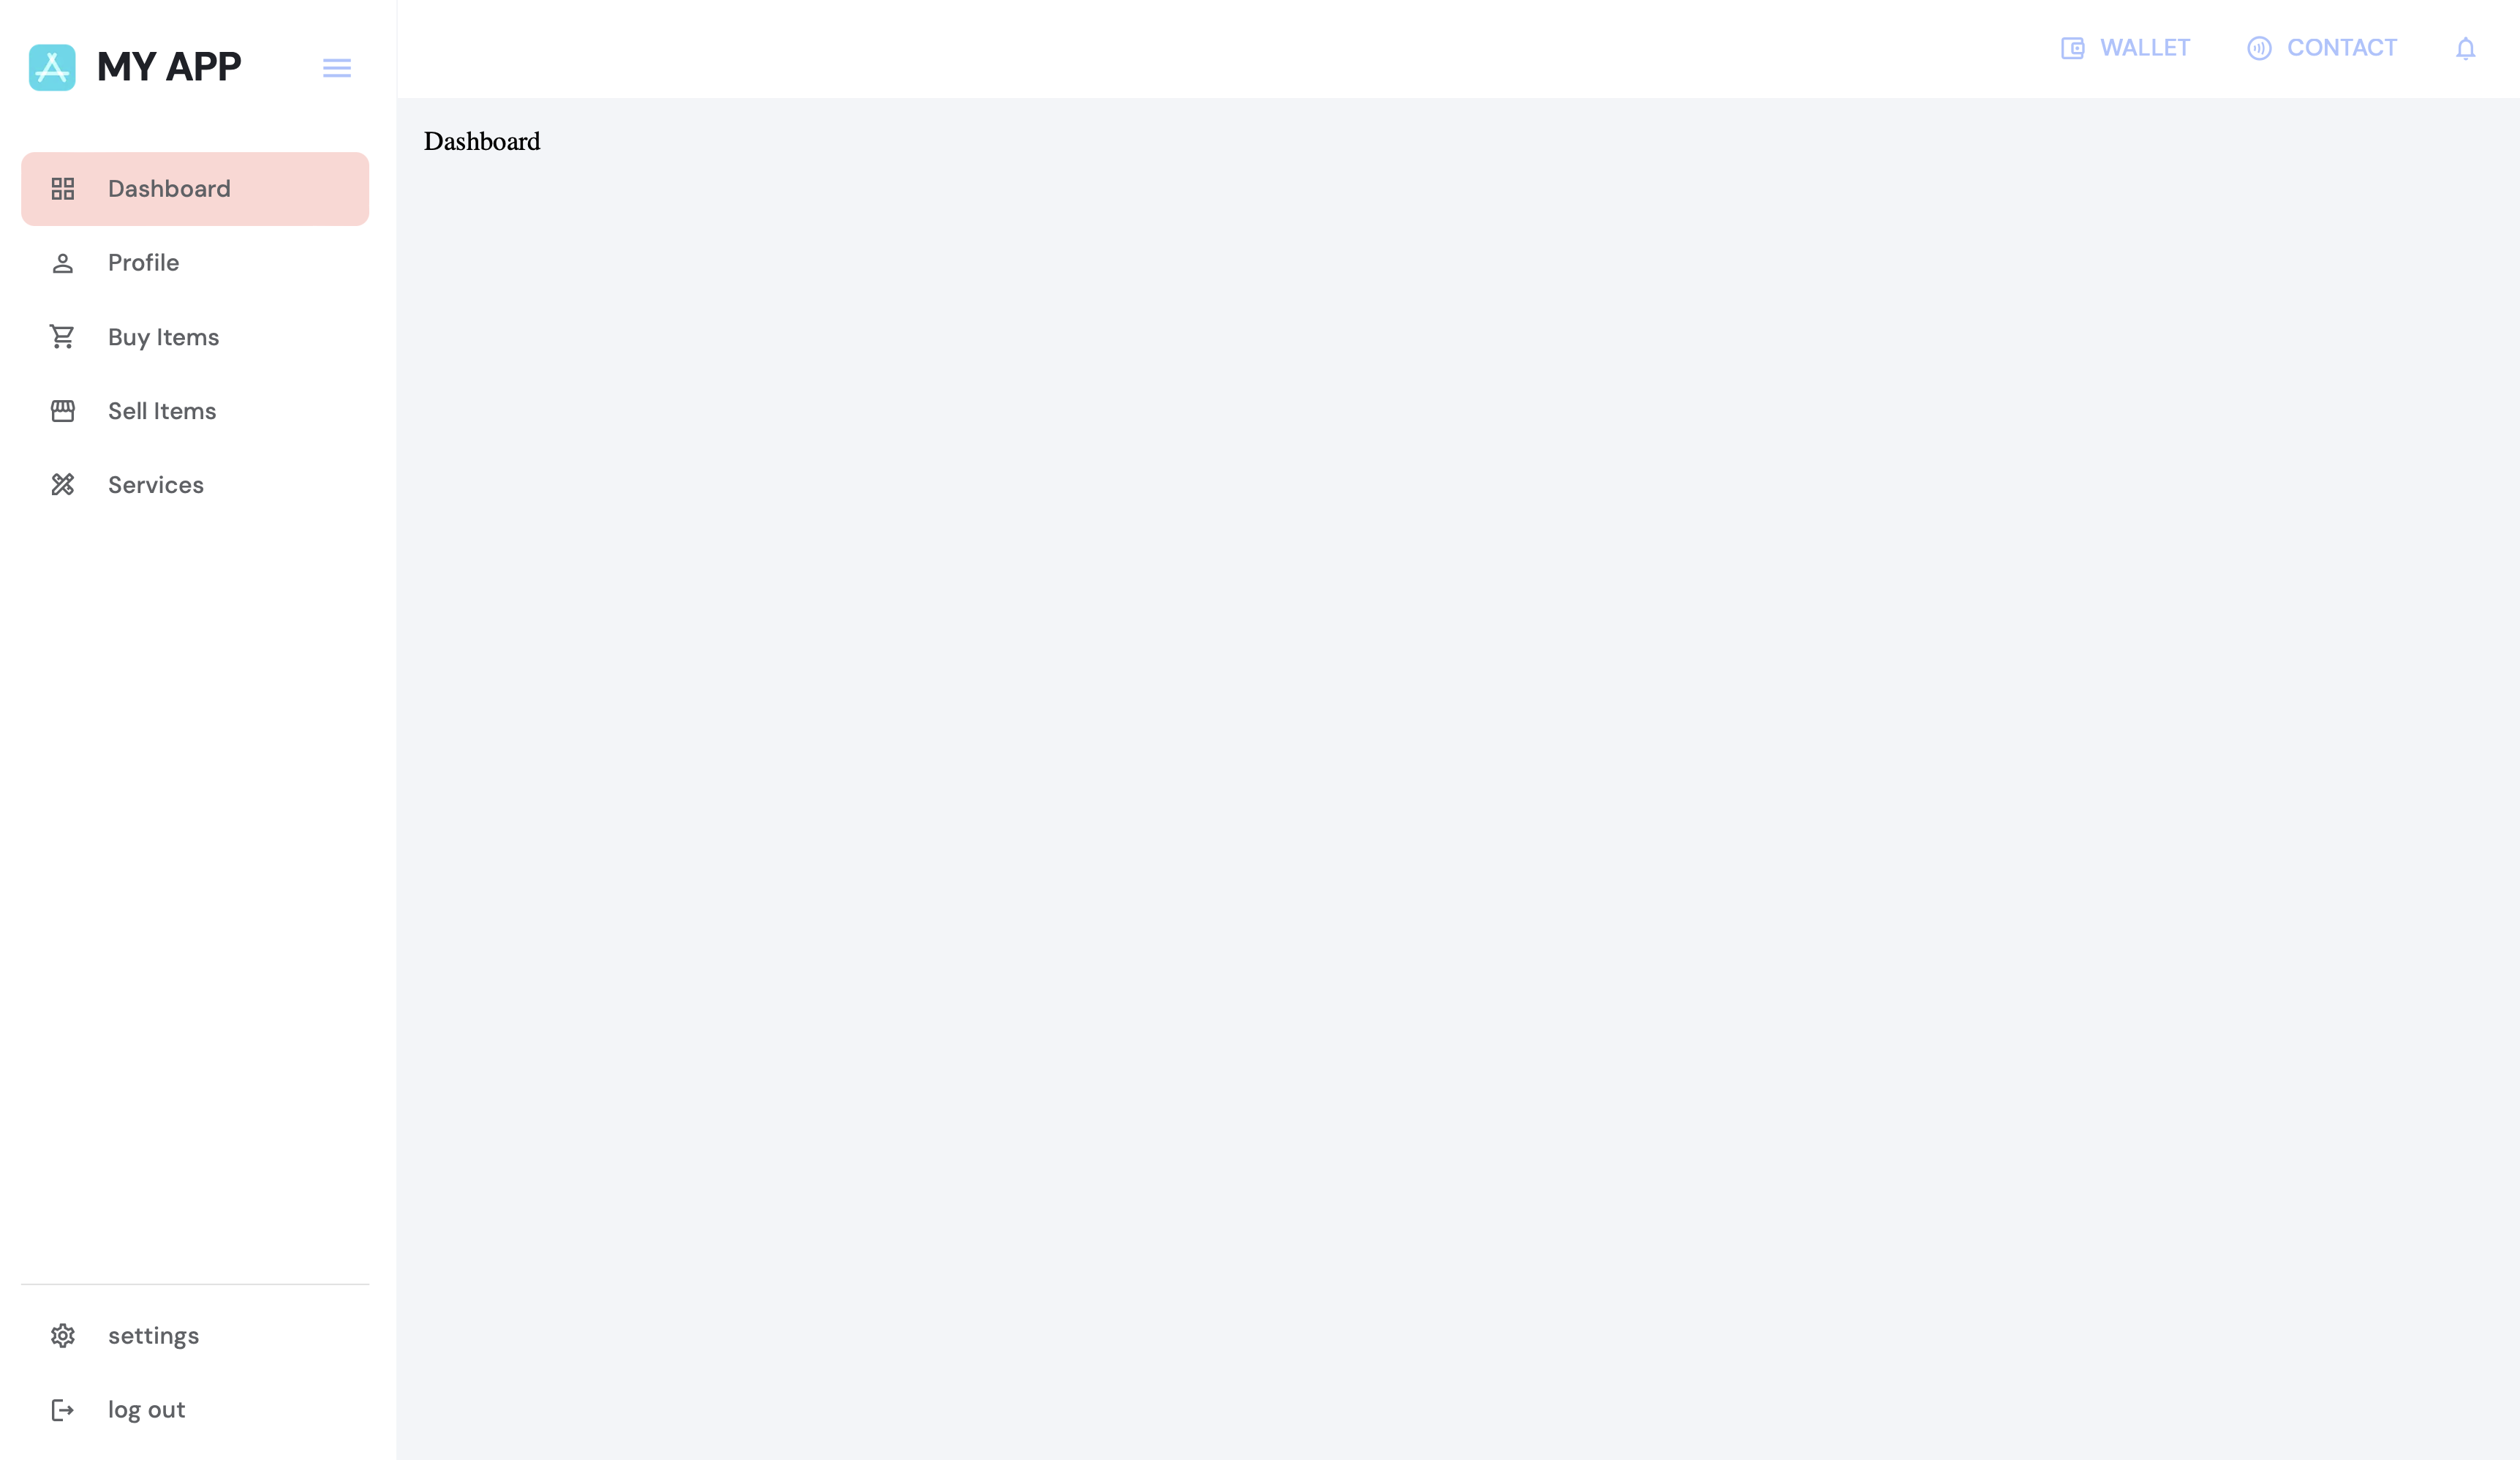 MY APP
WALLET
CONTACT
Dashboard
Dashboard
Profile
Buy Items
Sell Items
Services
settings
log out